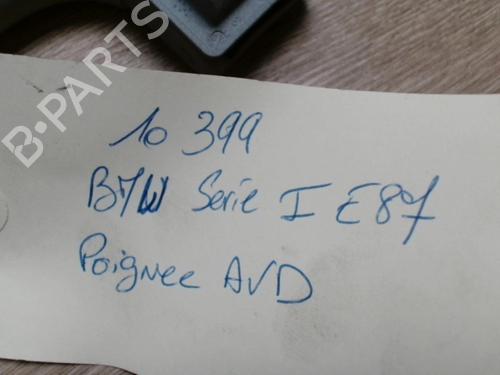 B-PARTS
10 399
BMW Serie I E87
Poignee AVD